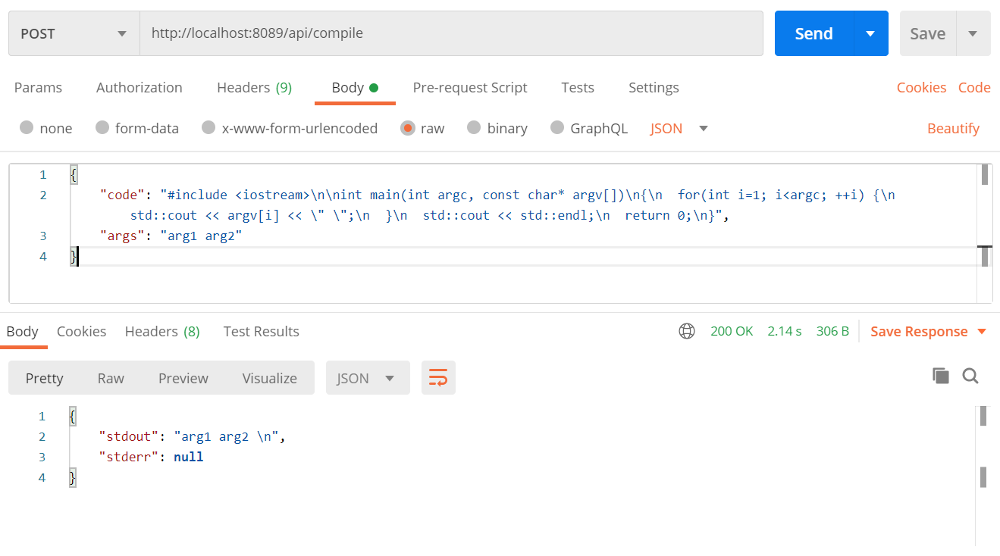 POST http://localhost:8089/api/compile Send Save
Params Authorization Headers (9) Body Pre-request Script Tests Settings Cookies Code
none form-data x-www-form-urlencoded raw binary GraphQL JSON Beautify
1 {
2 "code": "#include <iostream>\n\nint main(int argc, const char* argv[])\n{\n  for(int i=1; i<argc; ++i) {\n
std::cout << argv[i] << \" \";\n  }\n  std::cout << std::endl;\n  return 0;\n}",
3 "args": "arg1 arg2"
4 }
Body Cookies Headers (8) Test Results 200 OK 2.14 s 306 B Save Response
Pretty Raw Preview Visualize JSON
1 {
2 "stdout": "arg1 arg2 \n",
3 "stderr": null
4 }